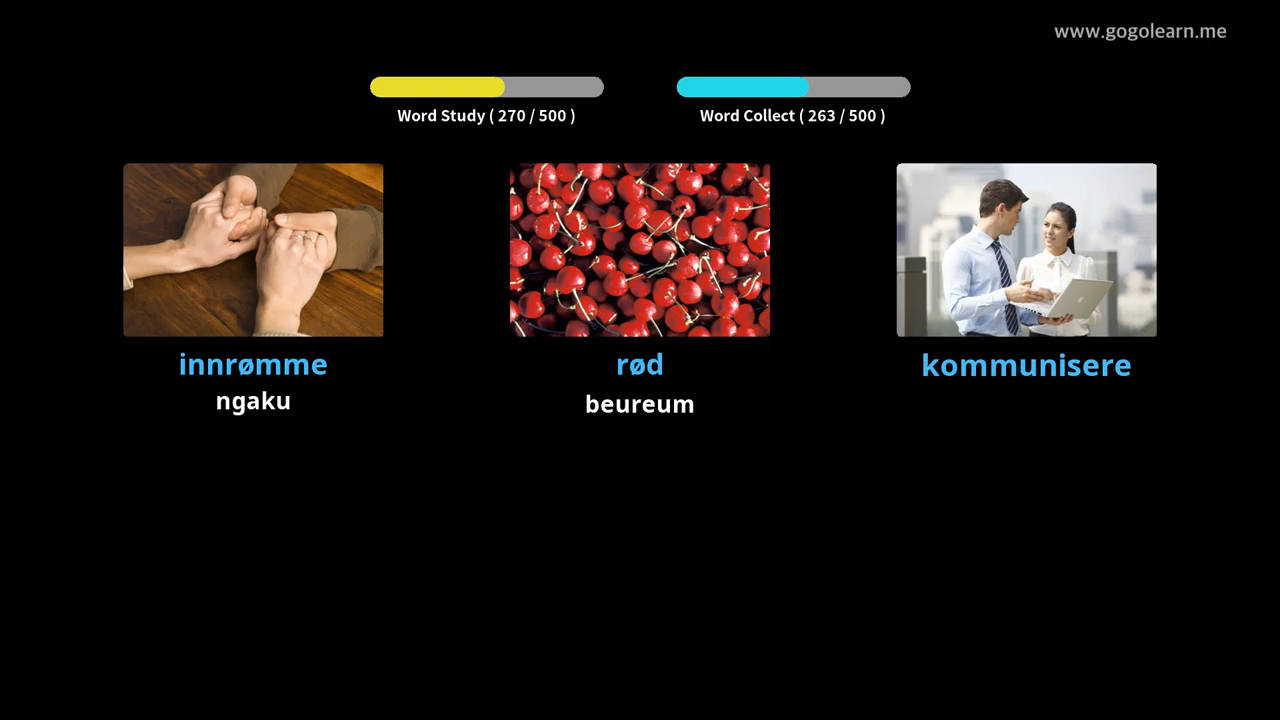 www.gogolearn.me
Word Study ( 270 / 500 )
Word Collect ( 263 / 500 )
innrømme
ngaku
rød
beureum
kommunisere